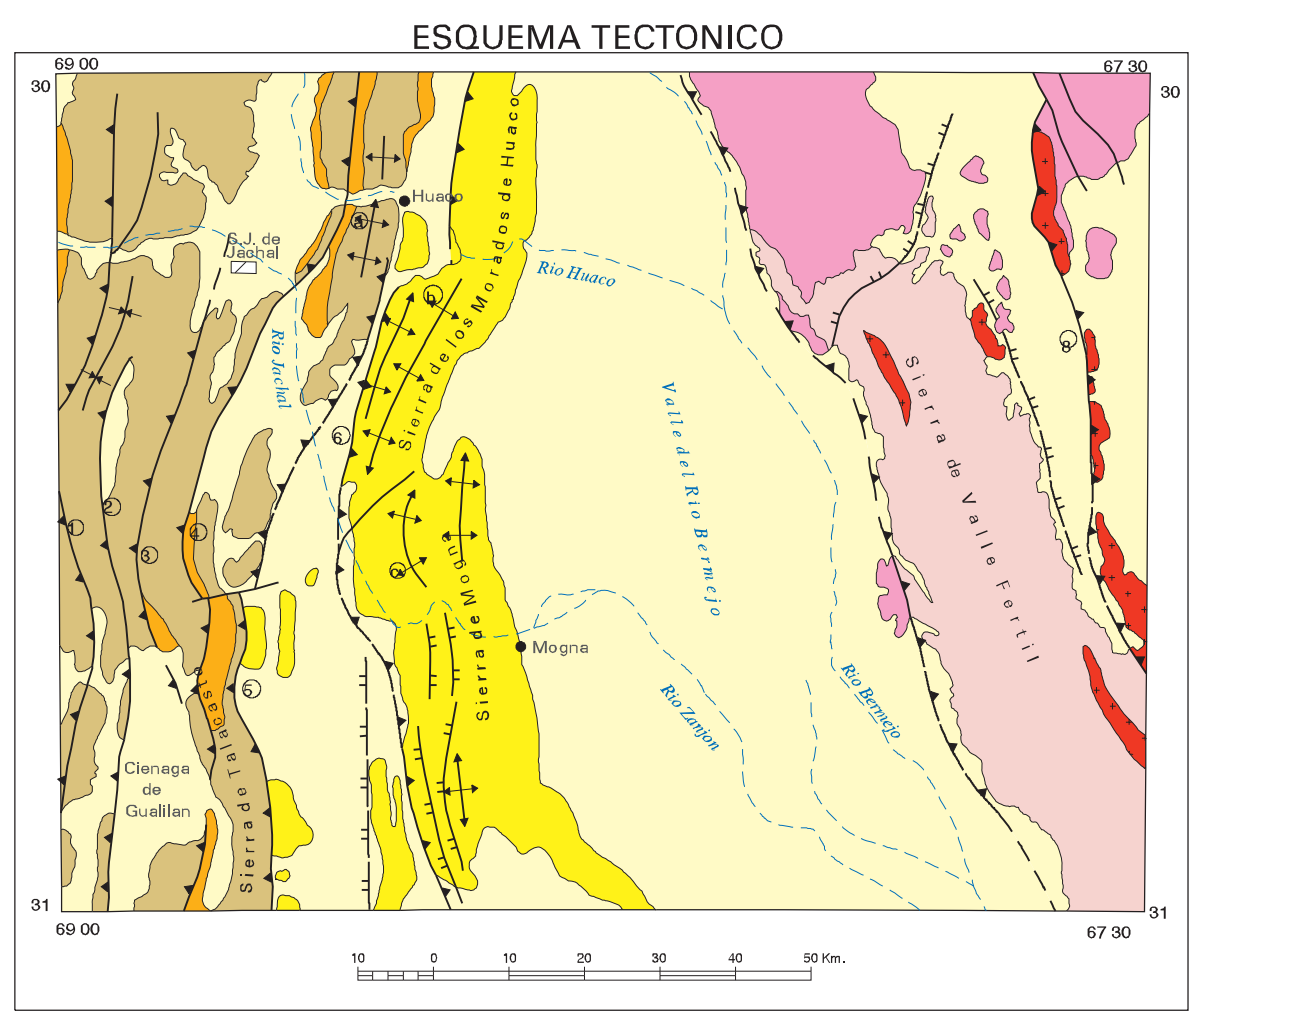 ESQUEMA TECTONICO
69 00
67 30
30
30
Huaco
S.J. de
Jachal
Sierra de los Morados de Huaco
Rio Huaco
Rio Jachal
a
b
8
6
Valle del Rio Bermejo
Sierra de Valle Fertil
1
2
3
4
c
Sierra de Mogna
Mogna
5
Rio Zanjon
Rio Bermejo
Sierra de Talacasto
Cienaga
de
Gualilan
31
31
69 00
67 30
10 0 10 20 30 40 50 Km.